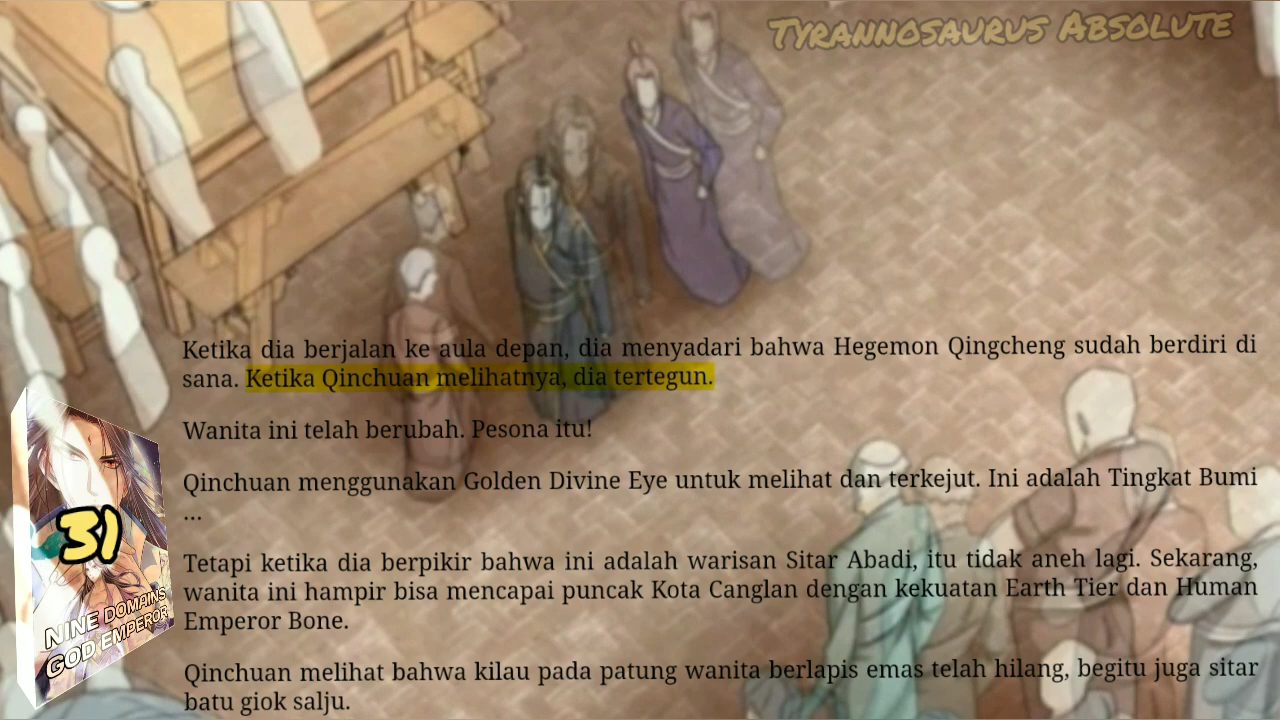 Tyrannosaurus Absolute
Ketika dia berjalan ke aula depan, dia menyadari bahwa Hegemon Qingcheng sudah berdiri di
sana. Ketika Qinchuan melihatnya, dia tertegun.
Wanita ini telah berubah. Pesona itu!
Qinchuan menggunakan Golden Divine Eye untuk melihat dan terkejut. Ini adalah Tingkat Bumi
...
Tetapi ketika dia berpikir bahwa ini adalah warisan Sitar Abadi, itu tidak aneh lagi. Sekarang,
wanita ini hampir bisa mencapai puncak Kota Canglan dengan kekuatan Earth Tier dan Human
Emperor Bone.
Qinchuan melihat bahwa kilau pada patung wanita berlapis emas telah hilang, begitu juga sitar
batu giok salju.
31
NINE DOMAINS
GOD EMPEROR